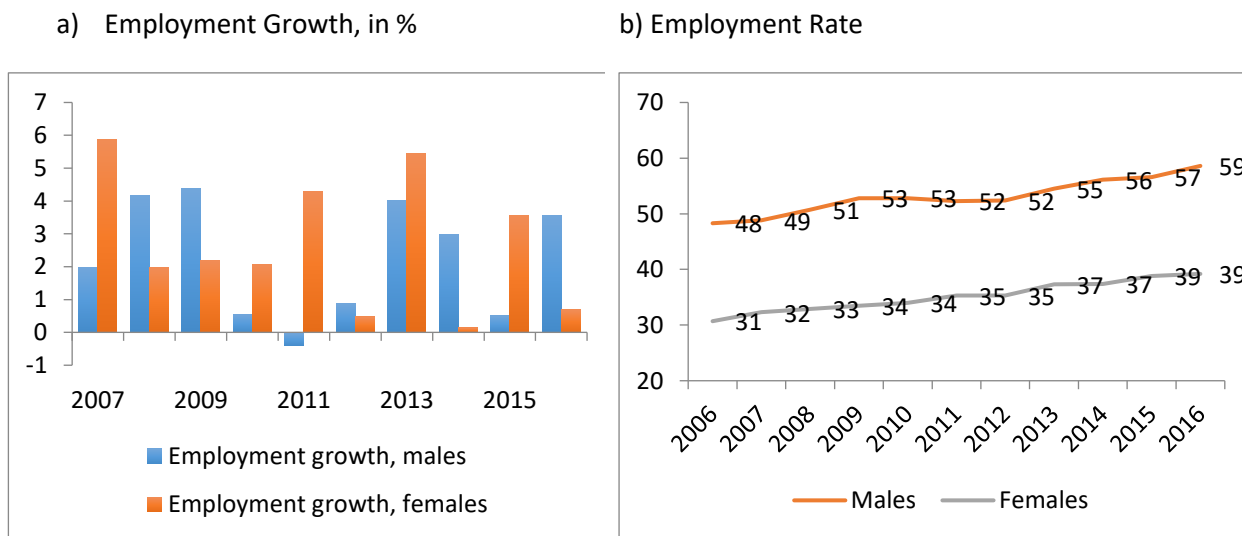 a) Employment Growth, in %
7
6
5
4
3
2
1
0
-1
2007 2009 2011 2013 2015
Employment growth, males
Employment growth, females
b) Employment Rate
70
60
50
40
30
20
48 49 51 53 53 52 52 55 56 57 59
31 32 33 34 34 35 35 37 37 39 39
2006 2007 2008 2009 2010 2011 2012 2013 2014 2015 2016
Males Females